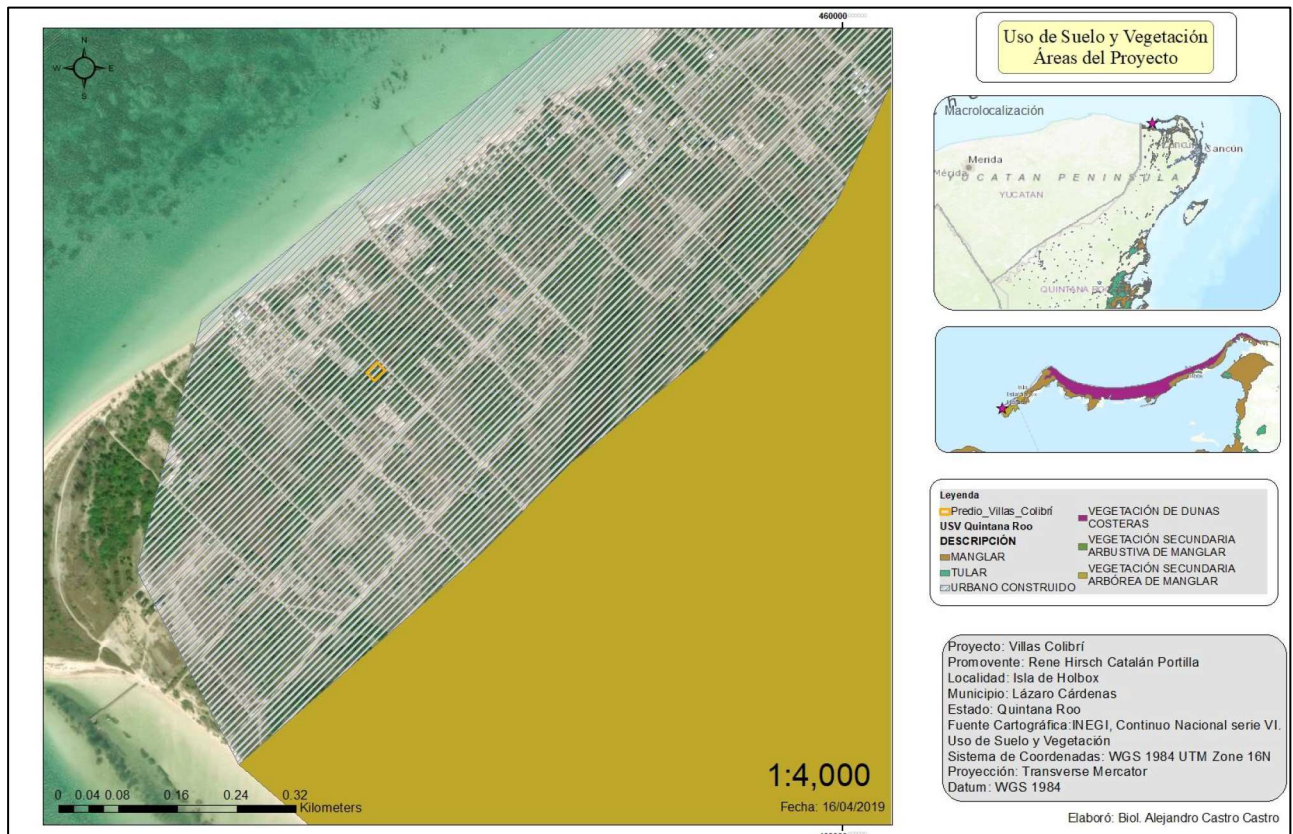 460000
N
W
E
S
1:4,000
Fecha: 16/04/2019
0 0.04 0.08 0.16 0.24 0.32
Kilometers
Uso de Suelo y Vegetación
Áreas del Proyecto
Macrolocalización
Merida
Mérida
Cancún
YUCATAN PENINSULA
YUCATAN
QUINTANA
Leyenda
Predio_Villas_Colibrí
USV Quintana Roo
DESCRIPCIÓN
MANGLAR
TULAR
URBANO CONSTRUIDO
VEGETACIÓN DE DUNAS
COSTERAS
VEGETACIÓN SECUNDARIA
ARBUSTIVA DE MANGLAR
VEGETACIÓN SECUNDARIA
ARBÓREA DE MANGLAR
Proyecto: Villas Colibrí
Promovente: Rene Hirsch Catalán Portilla
Localidad: Isla de Holbox
Municipio: Lázaro Cárdenas
Estado: Quintana Roo
Fuente Cartográfica:INEGI, Continuo Nacional serie VI.
Uso de Suelo y Vegetación
Sistema de Coordenadas: WGS 1984 UTM Zone 16N
Proyección: Transverse Mercator
Datum: WGS 1984
Elaboró: Biol. Alejandro Castro Castro